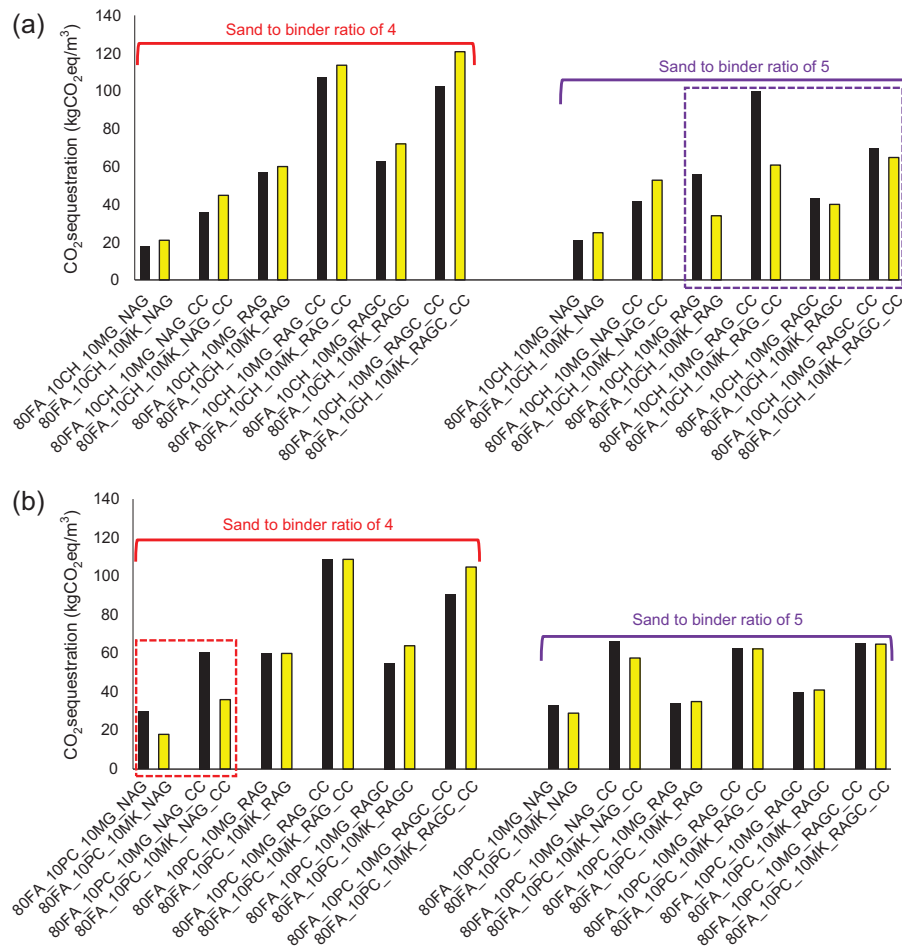 (a)
140
120
100
80
60
40
20
0
CO2sequestration (kgCO2eq/m3)
Sand to binder ratio of 4
Sand to binder ratio of 5
80FA_10CH_10MG_NAG
80FA_10CH_10MK_NAG
80FA_10CH_10MG_NAG_CC
80FA_10CH_10MK_NAG_CC
80FA_10CH_10MG_RAG
80FA_10CH_10MK_RAG
80FA_10CH_10MG_RAG_CC
80FA_10CH_10MK_RAG_CC
80FA_10CH_10MG_RAGC
80FA_10CH_10MK_RAGC
80FA_10CH_10MG_RAGC_CC
80FA_10CH_10MK_RAGC_CC
80FA_10CH_10MG_NAG
80FA_10CH_10MK_NAG
80FA_10CH_10MG_NAG_CC
80FA_10CH_10MK_NAG_CC
80FA_10CH_10MG_RAG
80FA_10CH_10MK_RAG
80FA_10CH_10MG_RAG_CC
80FA_10CH_10MK_RAG_CC
80FA_10CH_10MG_RAGC
80FA_10CH_10MK_RAGC
80FA_10CH_10MG_RAGC_CC
80FA_10CH_10MK_RAGC_CC
(b)
140
120
100
80
60
40
20
0
CO2sequestration (kgCO2eq/m3)
Sand to binder ratio of 4
Sand to binder ratio of 5
80FA_10PC_10MG_NAG
80FA_10PC_10MK_NAG
80FA_10PC_10MG_NAG_CC
80FA_10PC_10MK_NAG_CC
80FA_10PC_10MG_RAG
80FA_10PC_10MK_RAG
80FA_10PC_10MG_RAG_CC
80FA_10PC_10MK_RAG_CC
80FA_10PC_10MG_RAGC
80FA_10PC_10MK_RAGC
80FA_10PC_10MG_RAGC_CC
80FA_10PC_10MK_RAGC_CC
80FA_10PC_10MG_NAG
80FA_10PC_10MK_NAG
80FA_10PC_10MG_NAG_CC
80FA_10PC_10MK_NAG_CC
80FA_10PC_10MG_RAG
80FA_10PC_10MK_RAG
80FA_10PC_10MG_RAG_CC
80FA_10PC_10MK_RAG_CC
80FA_10PC_10MG_RAGC
80FA_10PC_10MK_RAGC
80FA_10PC_10MG_RAGC_CC
80FA_10PC_10MK_RAGC_CC